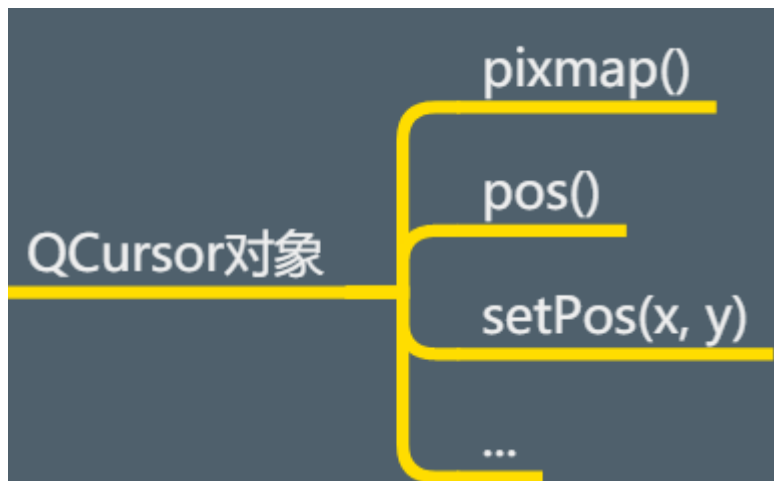 pixmap()
pos()
QCursor对象
setPos(x, y)
...